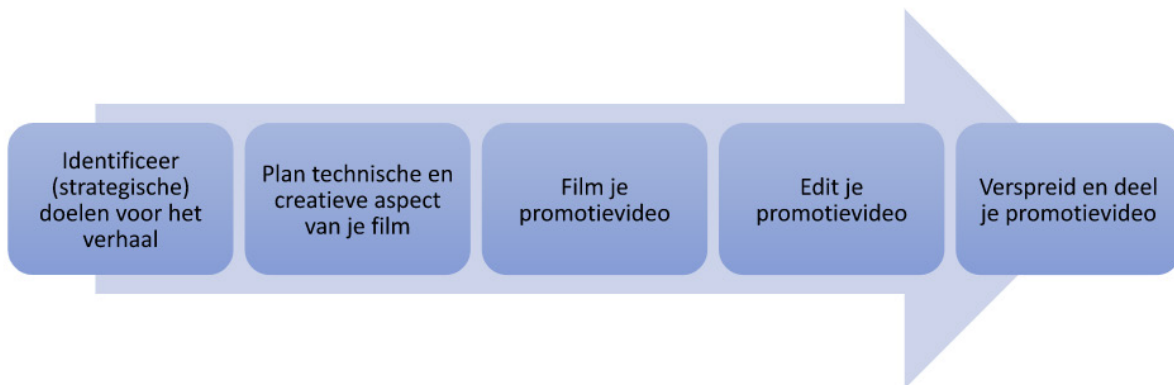 Identificeer
(strategische)
doelen voor het
verhaal
Plan technische en
creatieve aspect
van je film
Film je
promotievideo
Edit je
promotievideo
Verspreid en deel
je promotievideo